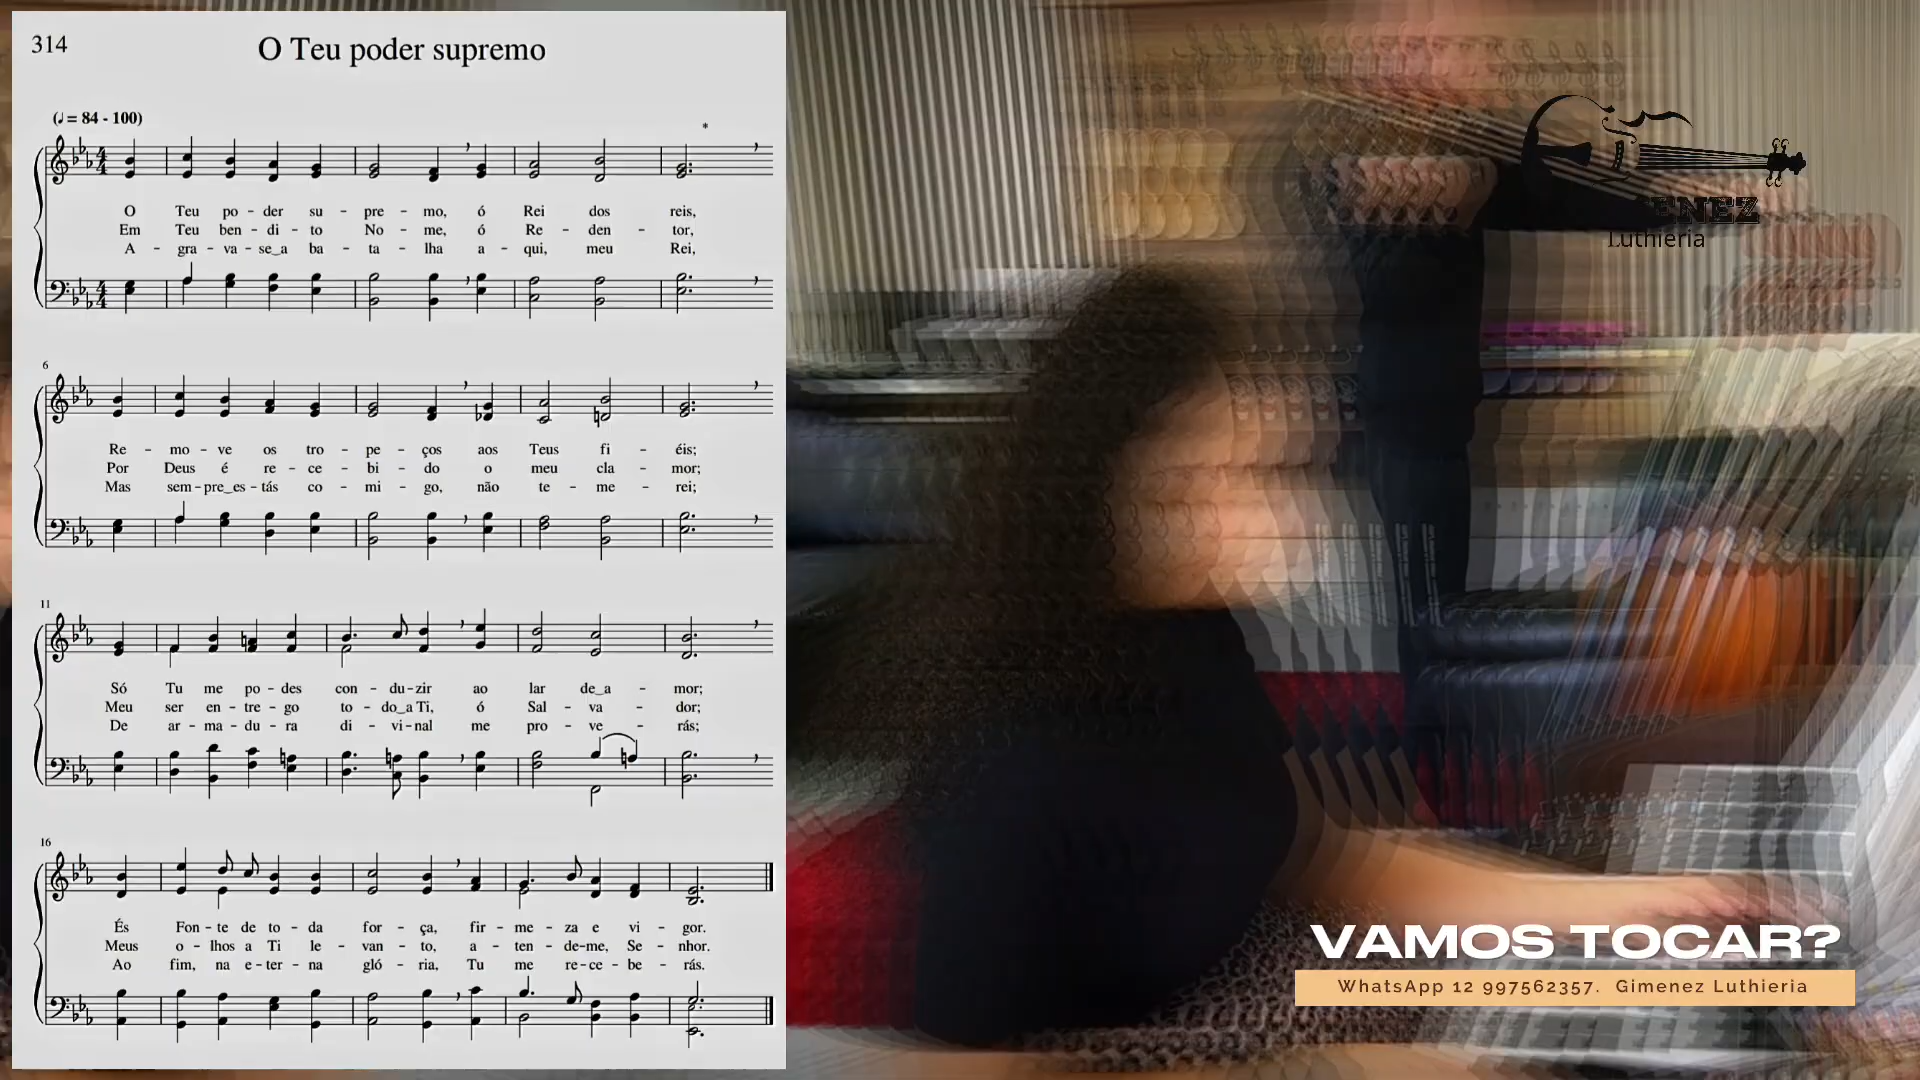 314
O Teu poder supremo
(♩= 84 - 100)
*
O Teu po - der su - pre - mo, ó Rei dos reis,
Em Teu ben - di - to No - me, ó Re - den - tor,
A - gra - va - se‿a ba - ta - lha a - qui, meu Rei,
6
Re - mo - ve os tro - pe - ços aos Teus fi - éis;
Por Deus é re - ce - bi - do o meu cla - mor;
Mas sem - pre‿es - tás co - mi - go, não te - me - rei;
11
Só Tu me po - des con - du - zir ao lar de‿a - mor;
Meu ser en - tre - go to - do‿a Ti, ó Sal - va - dor;
De ar - ma - du - ra di - vi - nal me pro - ve - rás;
16
És Fon - te de to - da for - ça, fir - me - za e vi - gor.
Meus o - lhos a Ti le - van - to, a - ten - de-me, Se - nhor.
Ao fim, na e - ter - na gló - ria, Tu me re - ce - be - rás.
ENEZ
Luthieria
VAMOS TOCAR?
WhatsApp 12 997562357. Gimenez Luthieria